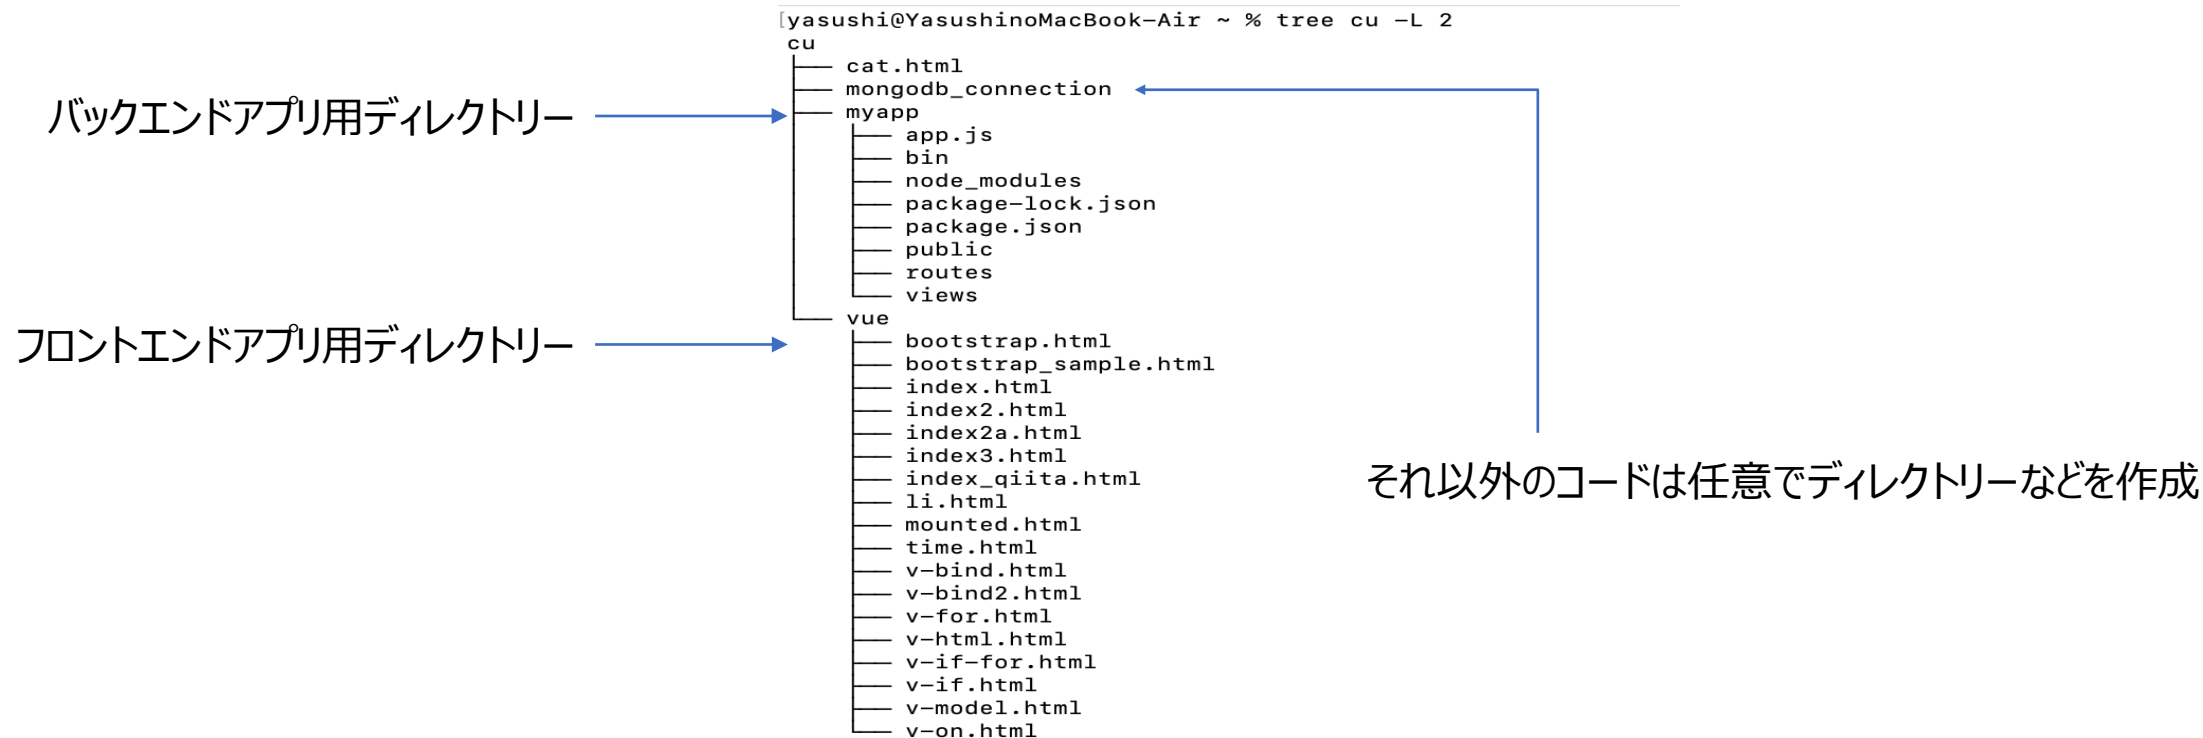 [yasushi@YasushinoMacBook-Air ~ % tree cu -L 2
cu
├── cat.html
├── mongodb_connection
バックエンドアプリ用ディレクトリー
├── myapp
│   ├── app.js
│   ├── bin
│   ├── node_modules
│   ├── package-lock.json
│   ├── package.json
│   ├── public
│   ├── routes
│   └── views
└── vue
フロントエンドアプリ用ディレクトリー
    ├── bootstrap.html
    ├── bootstrap_sample.html
    ├── index.html
    ├── index2.html
    ├── index2a.html
    ├── index3.html
    ├── index_qiita.html
それ以外のコードは任意でディレクトリーなどを作成
    ├── li.html
    ├── mounted.html
    ├── time.html
    ├── v-bind.html
    ├── v-bind2.html
    ├── v-for.html
    ├── v-html.html
    ├── v-if-for.html
    ├── v-if.html
    ├── v-model.html
    └── v-on.html